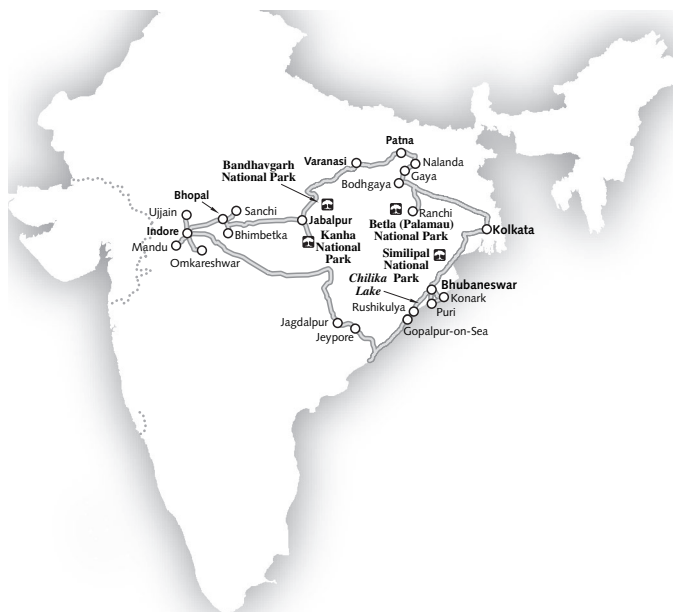 Patna
Varanasi
Nalanda
Bandhavgarh
National Park
Gaya
Bodhgaya
Bhopal
Sanchi
Ujjain
Jabalpur
Ranchi
Betla (Palamau)
National Park
Kolkata
Indore
Bhimbetka
Kanha
National
Park
Mandu
Omkareshwar
Similipal
National
Park
Chilika
Lake
Bhubaneswar
Konark
Rushikulya
Puri
Jagdalpur
Jeypore
Gopalpur-on-Sea